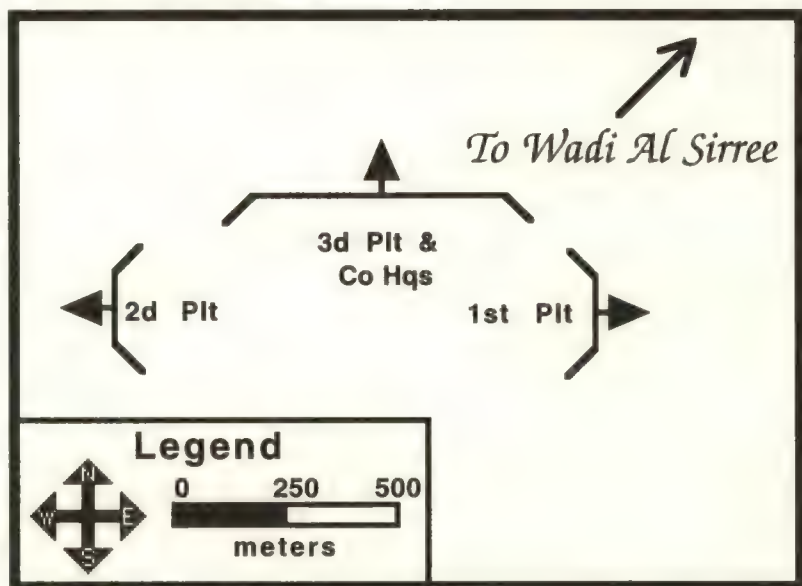 To Wadi Al Sirree
3d Plt &
Co Hqs
2d Plt
1st Plt
Legend
N
W E
S
0 250 500
meters